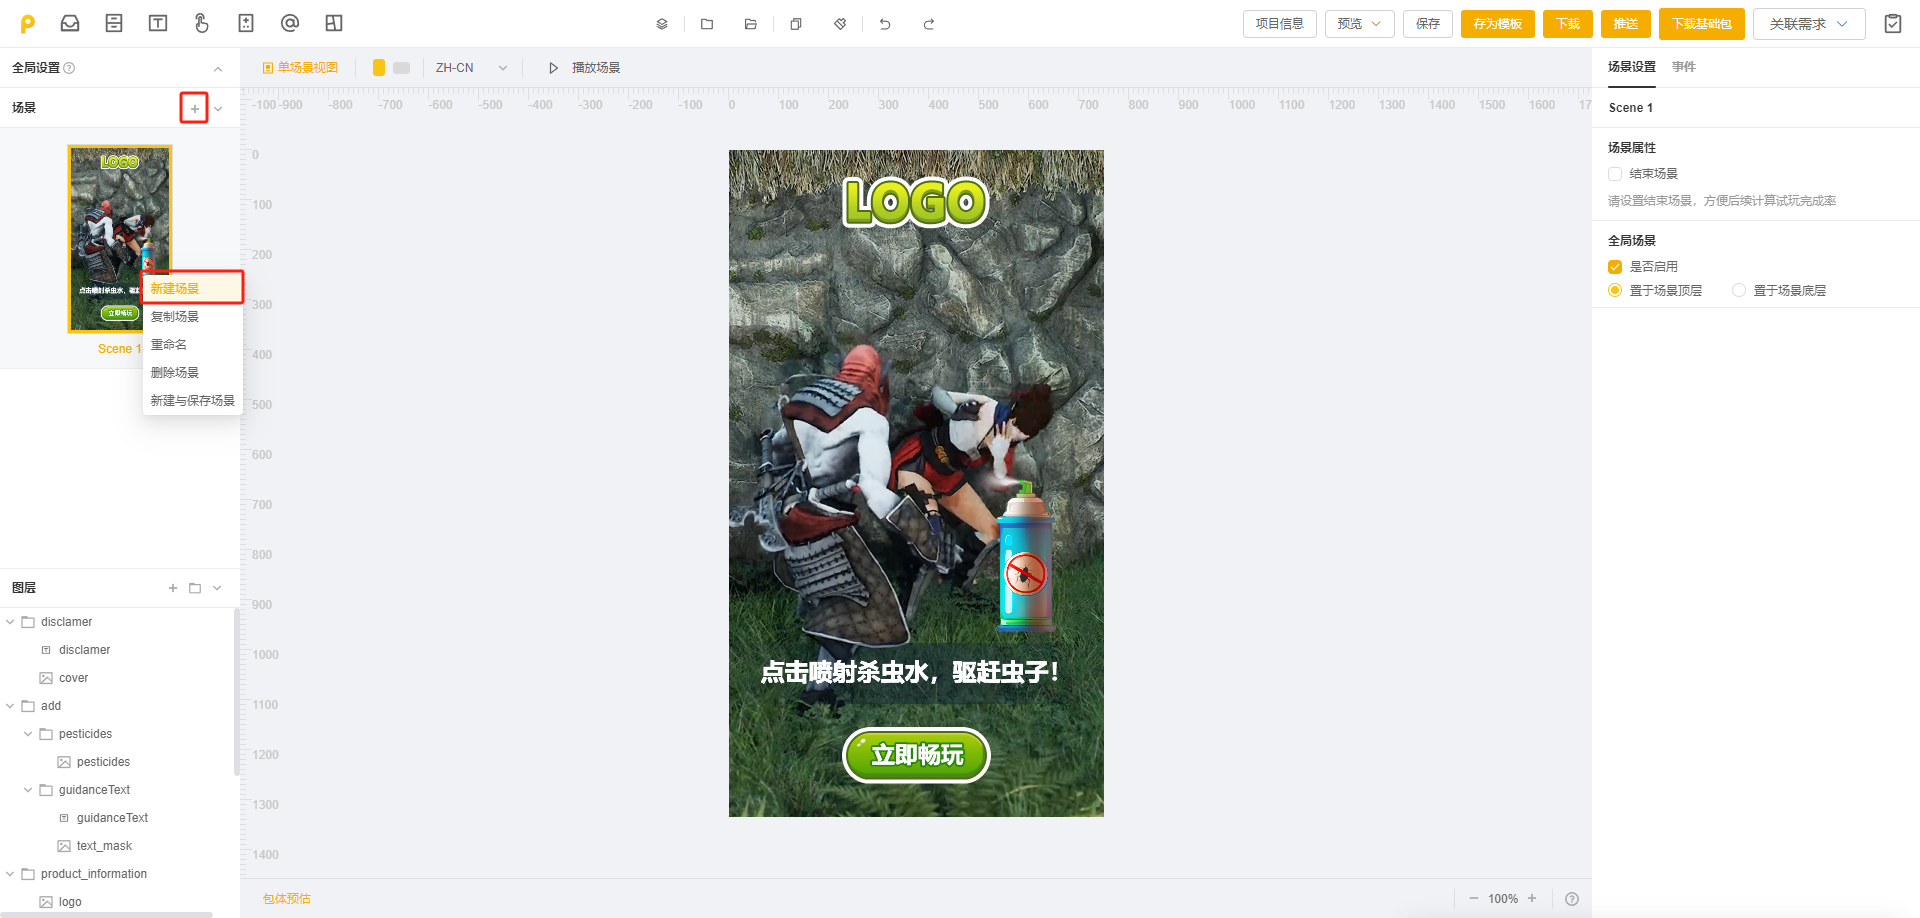 项目信息
预览
保存
存为模板
下载
推送
下载基础包
关联需求
全局设置
单场景视图
ZH-CN
播放场景
场景设置 事件
场景
-100 -900 -800 -700 -600 -500 -400 -300 -200 -100 0 100 200 300 400 500 600 700 800 900 1000 1100 1200 1300 1400 1500 1600 17
Scene 1
0
100
200
300
400
500
600
700
800
900
1000
1100
1200
1300
1400
LOGO
点击喷射杀虫水，驱
立即畅玩
Scene 1
新建场景
复制场景
重命名
删除场景
新建与保存场景
LOGO
点击喷射杀虫水，驱赶虫子！
立即畅玩
场景属性
结束场景
请设置结束场景，方便后续计算试玩完成率
全局场景
是否启用
置于场景顶层
置于场景底层
图层
disclamer
disclamer
cover
add
pesticides
pesticides
guidanceText
guidanceText
text_mask
product_information
logo
包体预估
100%